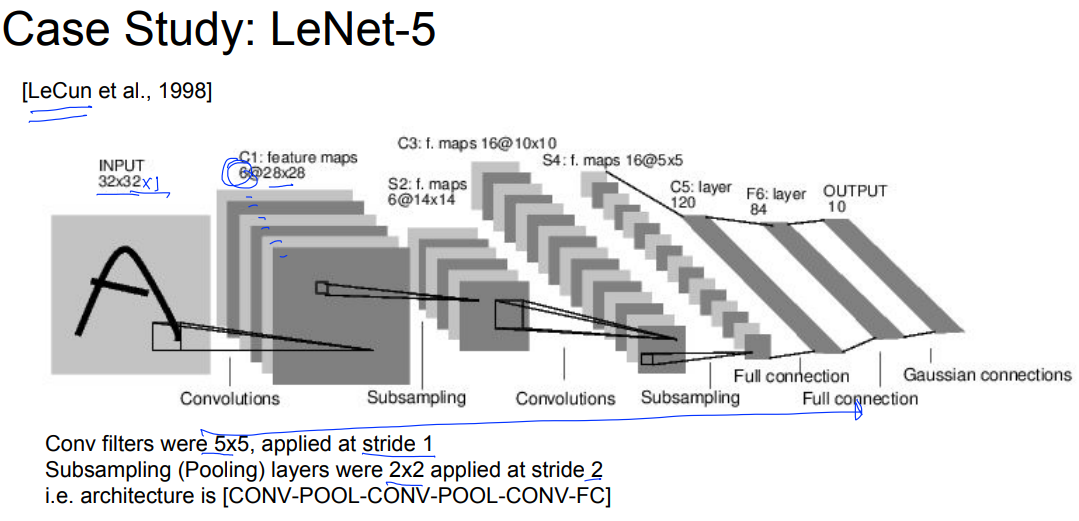 Case Study: LeNet-5
[LeCun et al., 1998]
INPUT
32x32x1
C1: feature maps
6@28x28
S2: f. maps
6@14x14
C3: f. maps 16@10x10
S4: f. maps 16@5x5
C5: layer
120
F6: layer
84
OUTPUT
10
A
Convolutions
Subsampling
Convolutions
Subsampling
Full connection
Full connection
Gaussian connections
Conv filters were 5x5, applied at stride 1
Subsampling (Pooling) layers were 2x2 applied at stride 2
i.e. architecture is [CONV-POOL-CONV-POOL-CONV-FC]